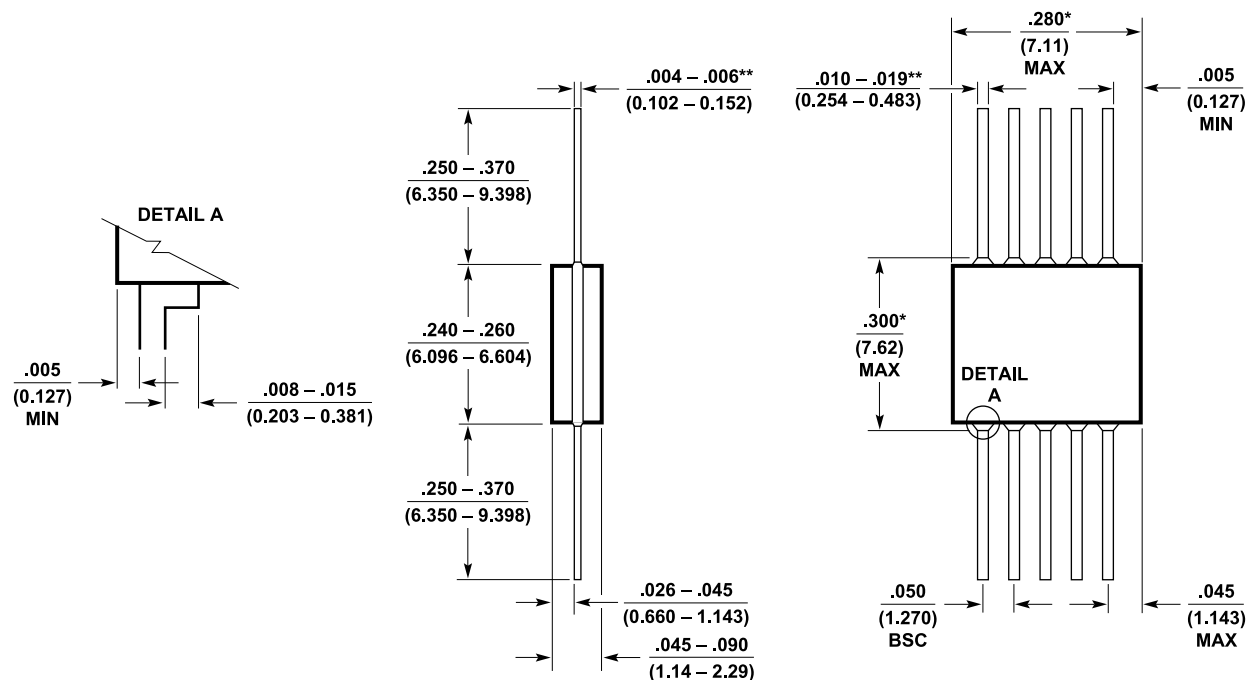 .280*
(7.11)
MAX
.004 – .006**
(0.102 – 0.152)
.010 – .019**
(0.254 – 0.483)
.005
(0.127)
MIN
.250 – .370
(6.350 – 9.398)
DETAIL A
.240 – .260
(6.096 – 6.604)
.300*
(7.62)
MAX
DETAIL
A
.005
(0.127)
MIN
.008 – .015
(0.203 – 0.381)
.250 – .370
(6.350 – 9.398)
.026 – .045
(0.660 – 1.143)
.050
(1.270)
BSC
.045
(1.143)
MAX
.045 – .090
(1.14 – 2.29)